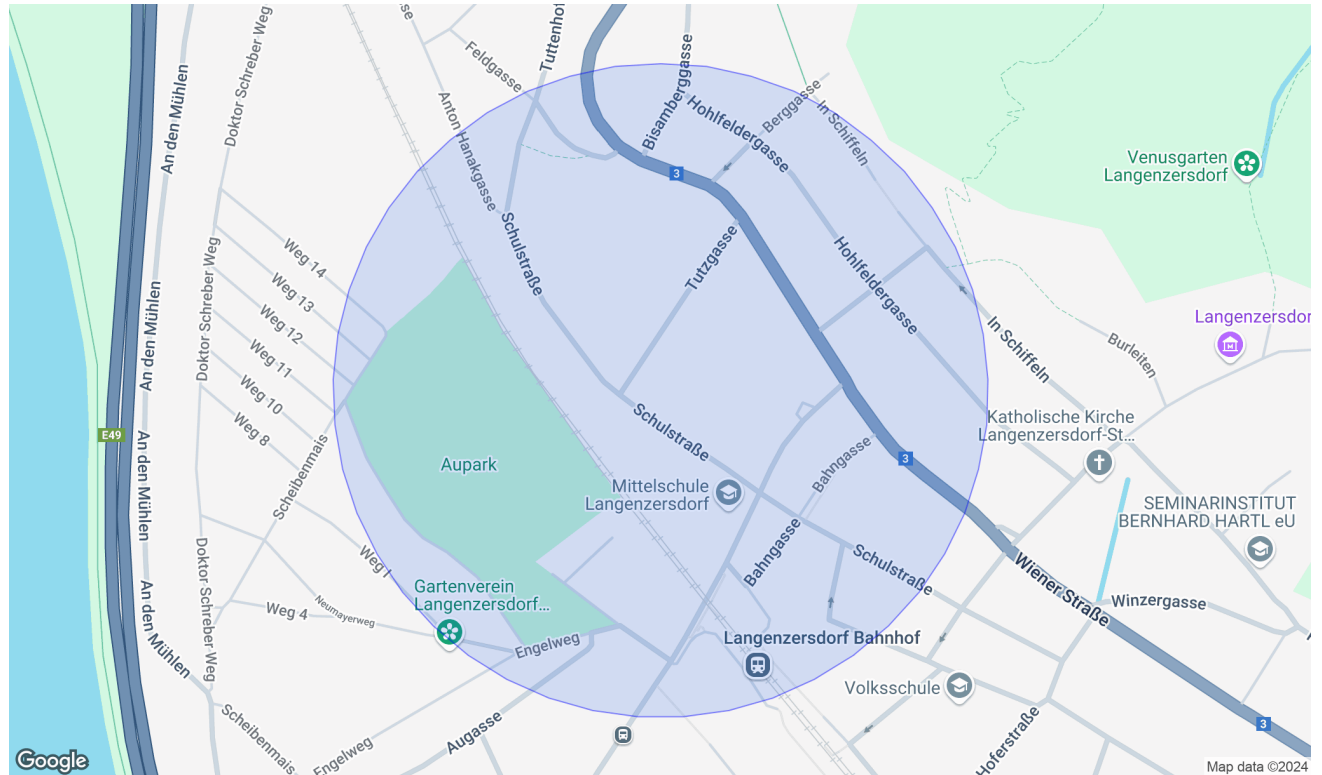 An den Mühlen
Doktor Schreber Weg
Feldgasse
Tuttenhof
Anton Hanakgasse
Bisamberggasse
Hohlfeldergasse
Berggasse
In Schiffeln
3
Venusgarten
Langenzersdorf
Schulstraße
Tutzgasse
Hohlfeldergasse
Weg 14
Weg 13
Weg 12
Weg 11
Weg 10
Weg 8
Doktor Schreber Weg
An den Mühlen
In Schiffeln
Burleiten
Langenzersdor
E49
An den Mühlen
Scheibenmais
Aupark
Schulstraße
Bahngasse
3
Katholische Kirche
Langenzersdorf-St...
Mittelschule
Langenzersdorf
SEMINARINSTITUT
BERNHARD HARTL eU
Weg 1
Bahngasse
Schulstraße
Wiener Straße
Winzergasse
Doktor Schreber Weg
An den Mühlen
Weg 4
Neumayerweg
Gartenverein
Langenzersdorf...
Engelweg
Langenzersdorf Bahnhof
Volksschule
Scheibenmais
Engelweg
Augasse
Hoferstraße
3
Google
Map data ©2024